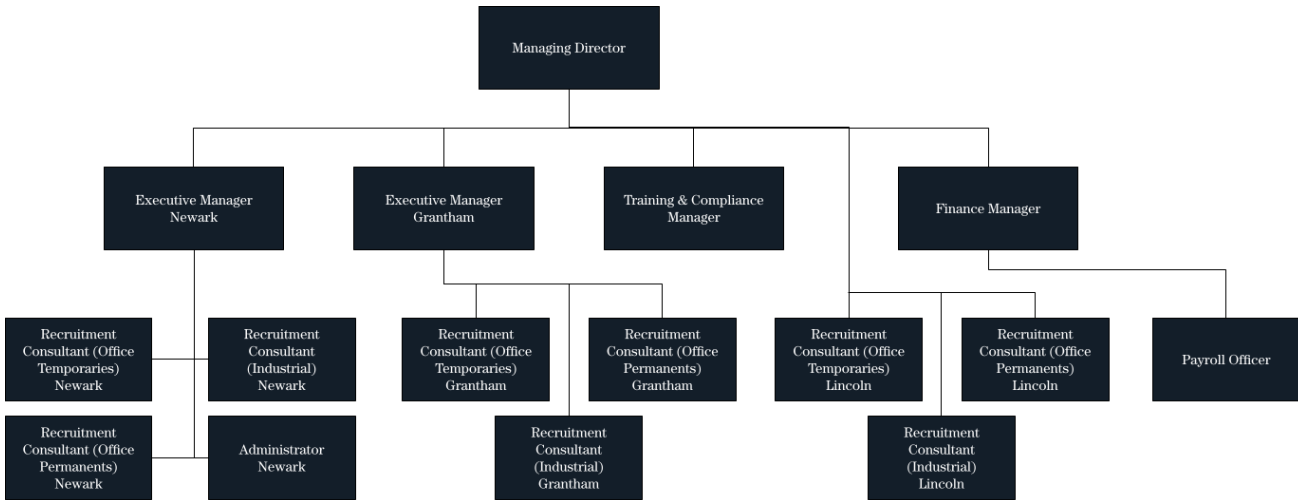 Managing Director
Executive Manager
Newark
Executive Manager
Grantham
Training & Compliance
Manager
Finance Manager
Recruitment
Consultant (Office
Temporaries)
Newark
Recruitment
Consultant
(Industrial)
Newark
Recruitment
Consultant (Office
Temporaries)
Grantham
Recruitment
Consultant (Office
Permanents)
Grantham
Recruitment
Consultant (Office
Temporaries)
Lincoln
Recruitment
Consultant (Office
Permanents)
Lincoln
Payroll Officer
Recruitment
Consultant (Office
Permanents)
Newark
Administrator
Newark
Recruitment
Consultant
(Industrial)
Grantham
Recruitment
Consultant
(Industrial)
Lincoln